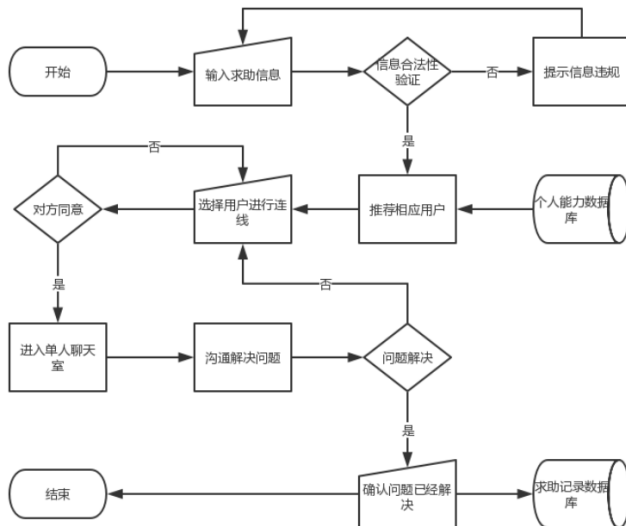 开始
输入求助信息
信息合法性
验证
否
提示信息违规
是
否
对方同意
选择用户进行连
线
推荐相应用户
个人能力数据
库
是
否
进入单人聊天
室
沟通解决问题
问题解决
是
结束
确认问题已经解
决
求助记录数据
库